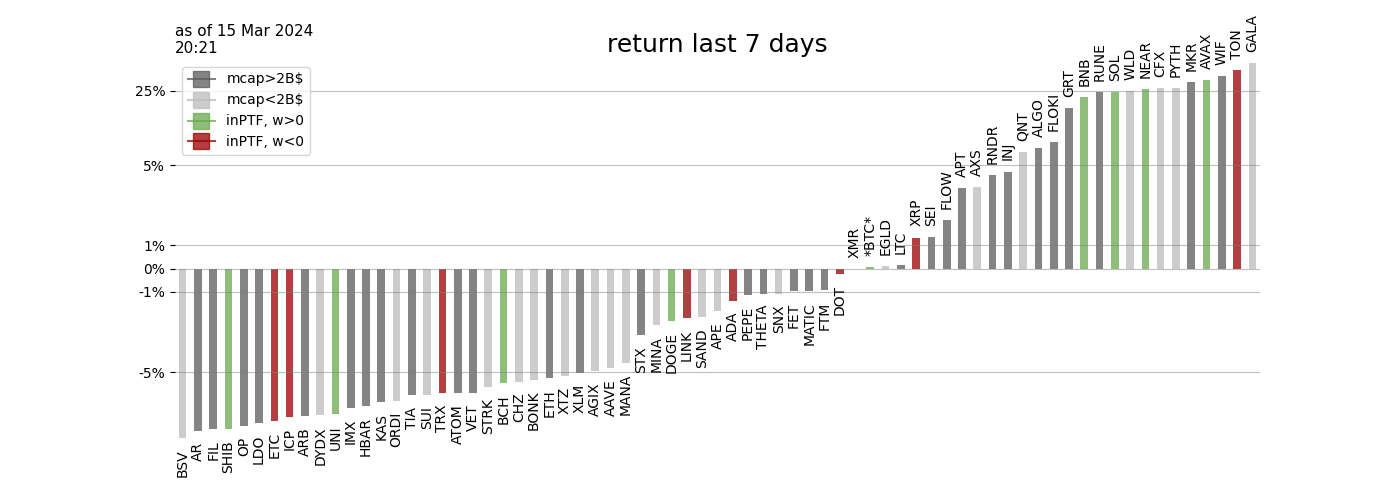 as of 15 Mar 2024
20:21
return last 7 days
mcap>2B$
mcap<2B$
inPTF, w>0
inPTF, w<0
25%
5%
1%
0%
-1%
-5%
BSV
AR
FIL
SHIB
OP
LDO
ETC
ICP
ARB
DYDX
UNI
IMX
HBAR
KAS
ORDI
TIA
SUI
TRX
ATOM
VET
STRK
BCH
CHZ
BONK
ETH
XTZ
XLM
AGIX
AAVE
MANA
STX
MINA
DOGE
LINK
SAND
APE
ADA
PEPE
THETA
SNX
FET
MATIC
FTM
DOT
XMR
*BTC*
EGLD
LTC
XRP
SEI
FLOW
APT
AXS
RNDR
INJ
QNT
ALGO
FLOKI
GRT
BNB
RUNE
SOL
WLD
NEAR
CFX
PYTH
MKR
AVAX
WIF
TON
GALA